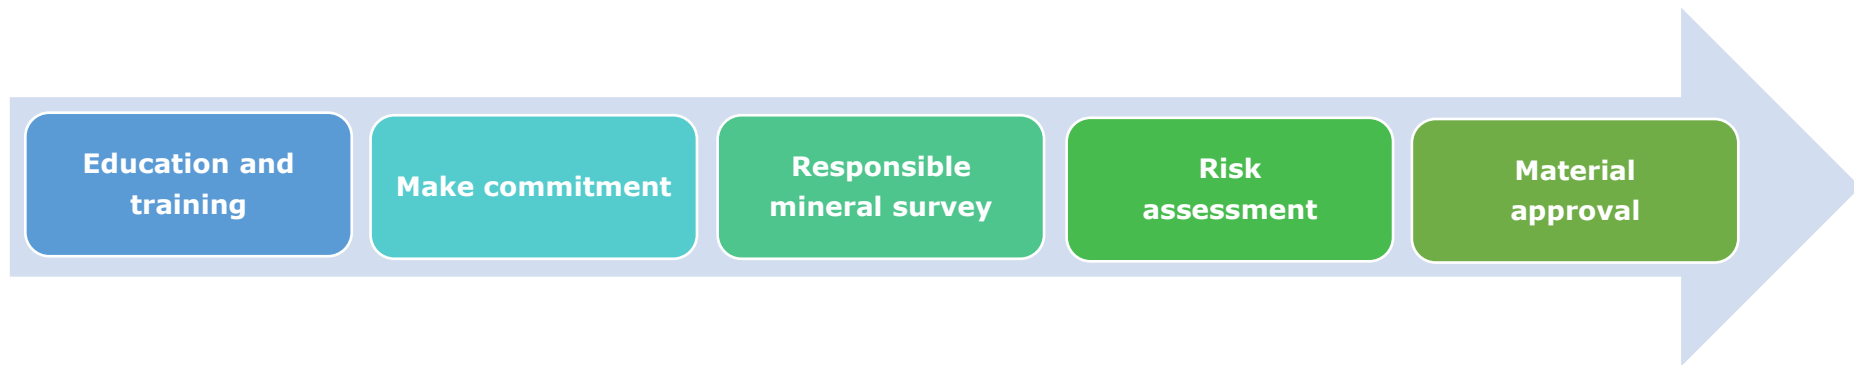 Education and
training
Make commitment
Responsible
mineral survey
Risk
assessment
Material
approval